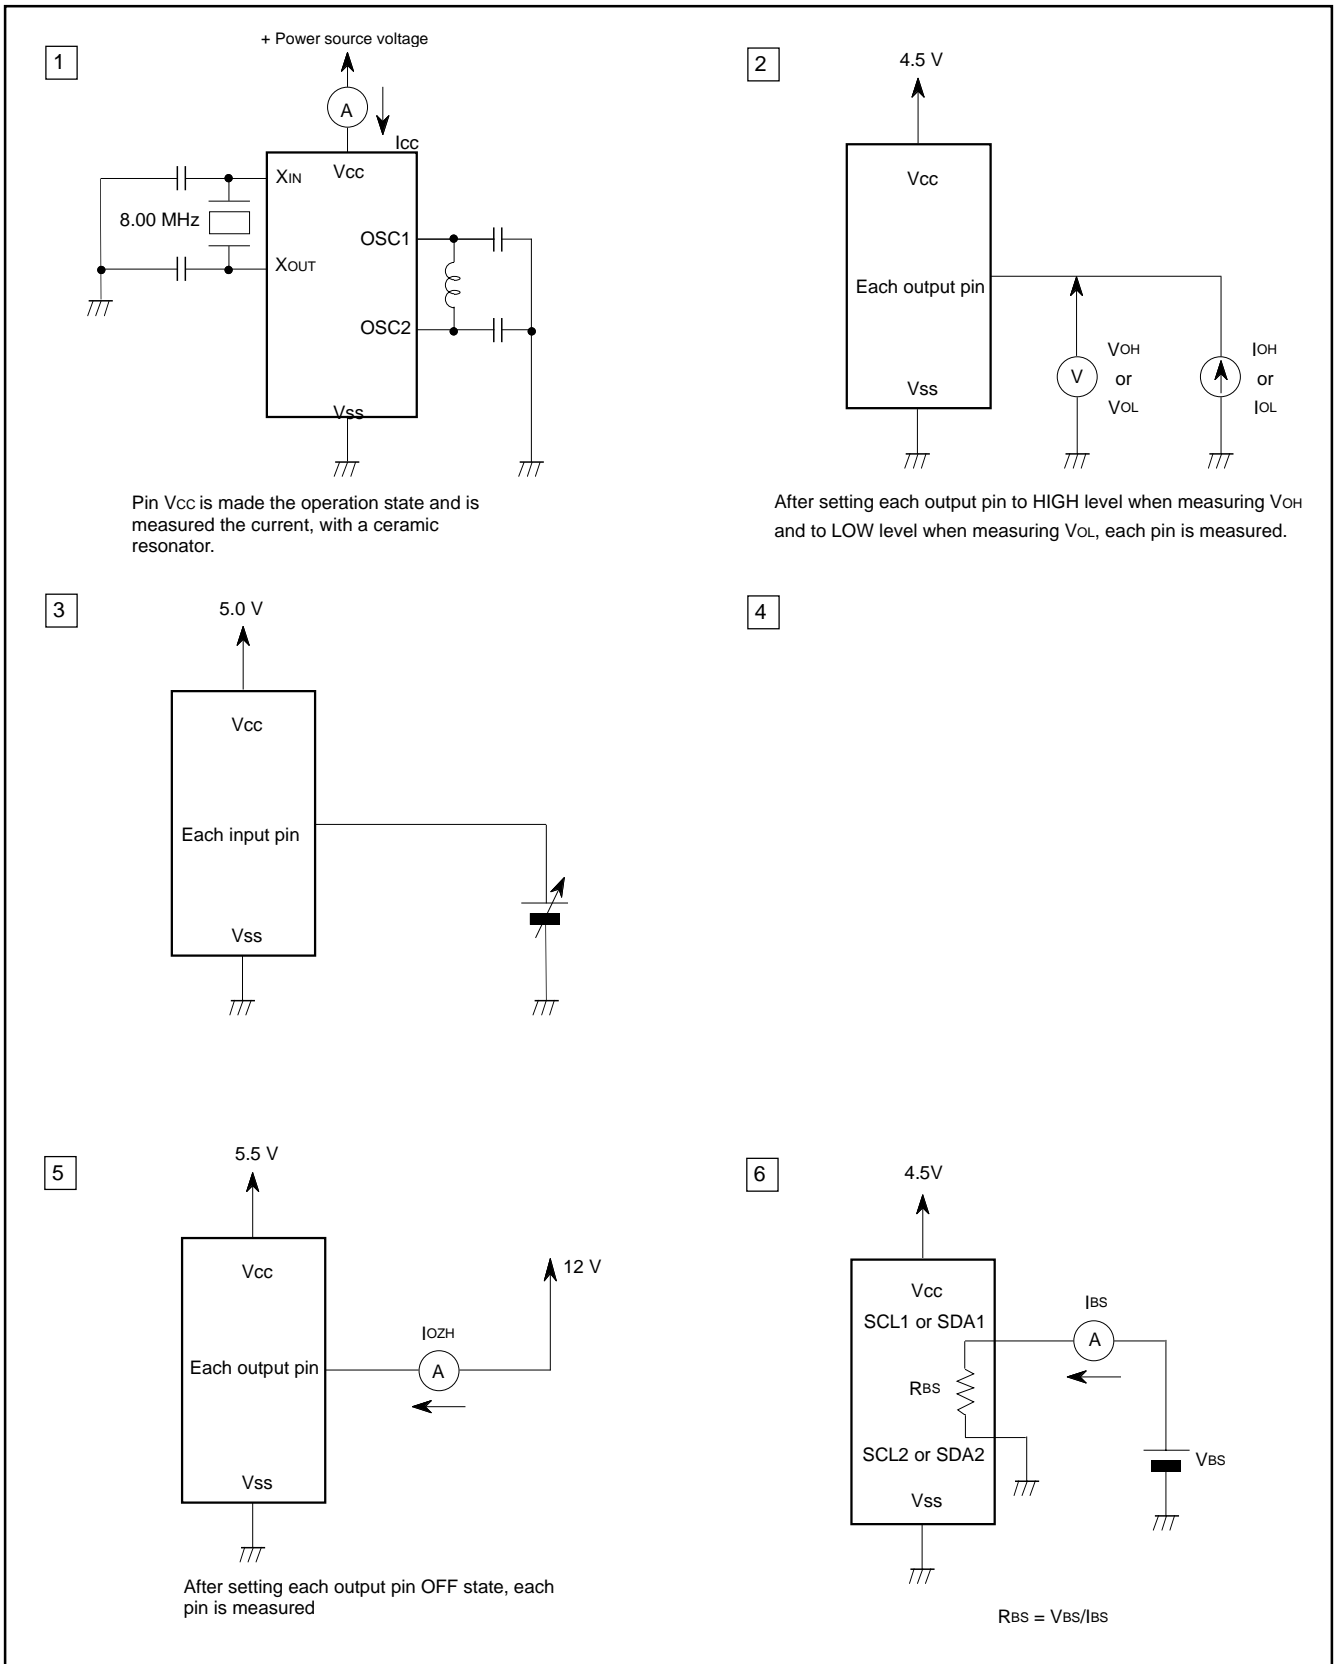 1
+ Power source voltage
A
Icc
XIN
Vcc
8.00 MHz
OSC1
XOUT
OSC2
Vss
Pin VCC is made the operation state and is
measured the current, with a ceramic
resonator.
2
4.5 V
Vcc
Each output pin
V
VOH
or
VOL
IOH
or
IOL
Vss
After setting each output pin to HIGH level when measuring VOH
and to LOW level when measuring VOL, each pin is measured.
3
5.0 V
Vcc
Each input pin
Vss
4
5
5.5 V
Vcc
12 V
IOZH
Each output pin
A
Vss
After setting each output pin OFF state, each
pin is measured
6
4.5V
Vcc
SCL1 or SDA1
IBS
A
RBS
SCL2 or SDA2
VBS
Vss
RBS = VBS/IBS